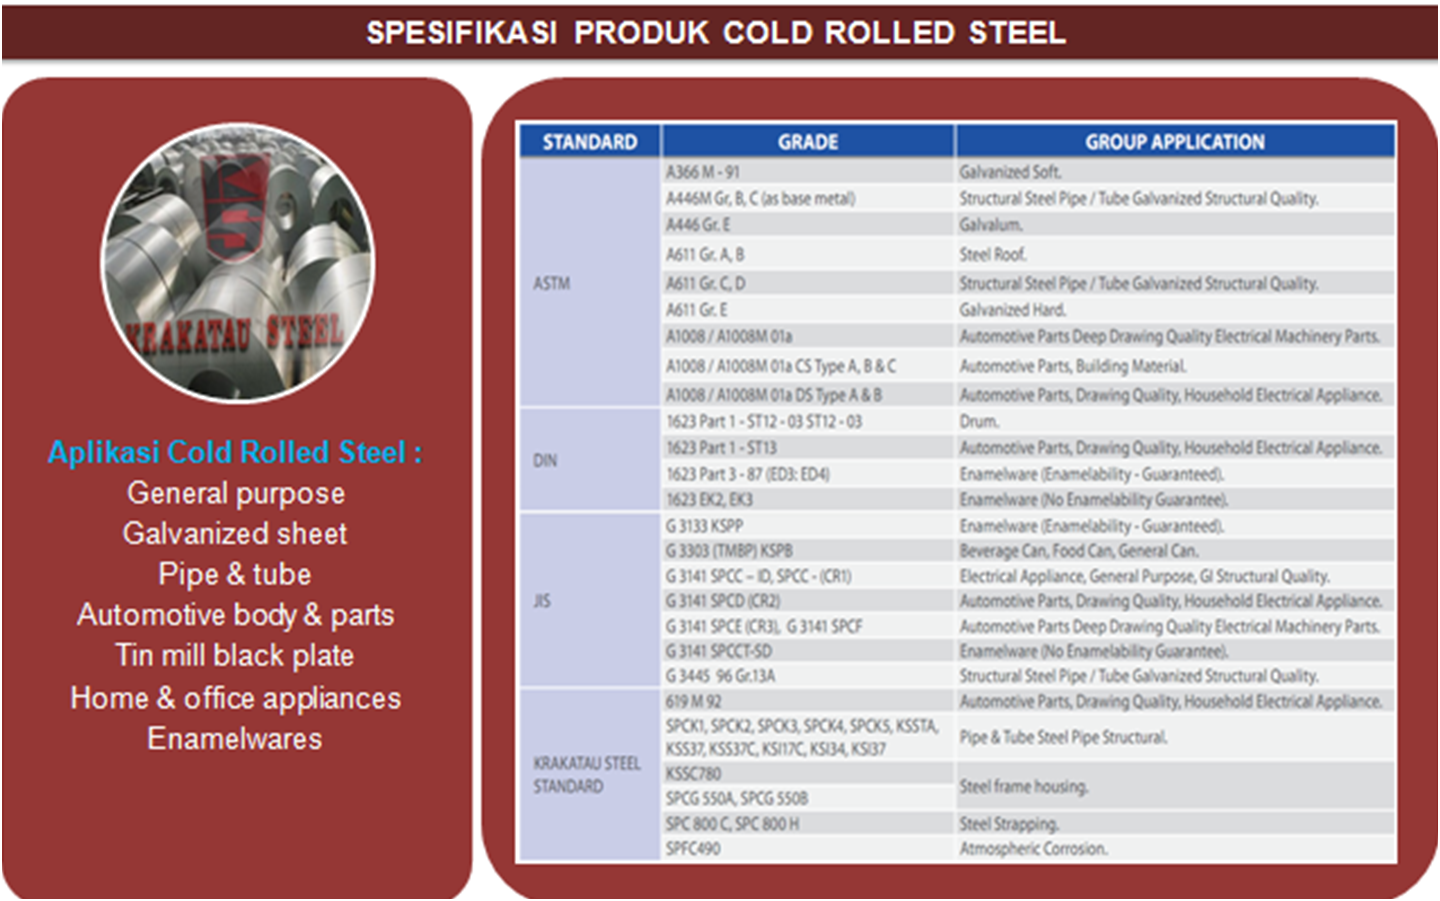 SPESIFIKASI PRODUK COLD ROLLED STEEL
KRAKATAU STEEL
Aplikasi Cold Rolled Steel :
General purpose
Galvanized sheet
Pipe & tube
Automotive body & parts
Tin mill black plate
Home & office appliances
Enamelwares
STANDARD GRADE GROUP APPLICATION
ASTM
A366 M - 91 Galvanized Soft.
A446M Gr, B, C (as base metal) Structural Steel Pipe / Tube Galvanized Structural Quality.
A446 Gr. E Galvalum.
A611 Gr. A, B Steel Roof.
A611 Gr. C, D Structural Steel Pipe / Tube Galvanized Structural Quality.
A611 Gr. E Galvanized Hard.
A1008 / A1008M 01a Automotive Parts Deep Drawing Quality Electrical Machinery Parts.
A1008 / A1008M 01a CS Type A, B & C Automotive Parts, Building Material.
A1008 / A1008M 01a DS Type A & B Automotive Parts, Drawing Quality, Household Electrical Appliance.
DIN
1623 Part 1 - ST12 - 03 ST12 - 03 Drum.
1623 Part 1 - ST13 Automotive Parts, Drawing Quality, Household Electrical Appliance.
1623 Part 3 - 87 (ED3: ED4) Enamelware (Enamelability - Guaranteed).
1623 EK2, EK3 Enamelware (No Enamelability Guarantee).
JIS
G 3133 KSPP Enamelware (Enamelability - Guaranteed).
G 3303 (TMBP) KSPB Beverage Can, Food Can, General Can.
G 3141 SPCC – ID, SPCC - (CR1) Electrical Appliance, General Purpose, GI Structural Quality.
G 3141 SPCD (CR2) Automotive Parts, Drawing Quality, Household Electrical Appliance.
G 3141 SPCE (CR3), G 3141 SPCF Automotive Parts Deep Drawing Quality Electrical Machinery Parts.
G 3141 SPCCT-SD Enamelware (No Enamelability Guarantee).
G 3445 96 Gr.13A Structural Steel Pipe / Tube Galvanized Structural Quality.
KRAKATAU STEEL
STANDARD
619 M 92 Automotive Parts, Drawing Quality, Household Electrical Appliance.
SPCK1, SPCK2, SPCK3, SPCK4, SPCK5, KSSTA,
KSS37, KSS37C, KSI17C, KSI34, KSI37 Pipe & Tube Steel Pipe Structural.
KSSC780
SPCG 550A, SPCG 550B Steel frame housing.
SPC 800 C, SPC 800 H Steel Strapping.
SPFC490 Atmospheric Corrosion.